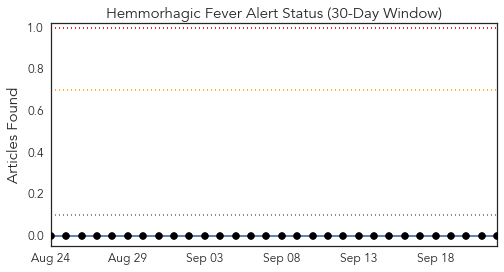 Hemmorhagic Fever Alert Status (30-Day Window)
Articles Found
1.0
0.8
0.6
0.4
0.2
0.0
Aug 24 Aug 29 Sep 03 Sep 08 Sep 13 Sep 18